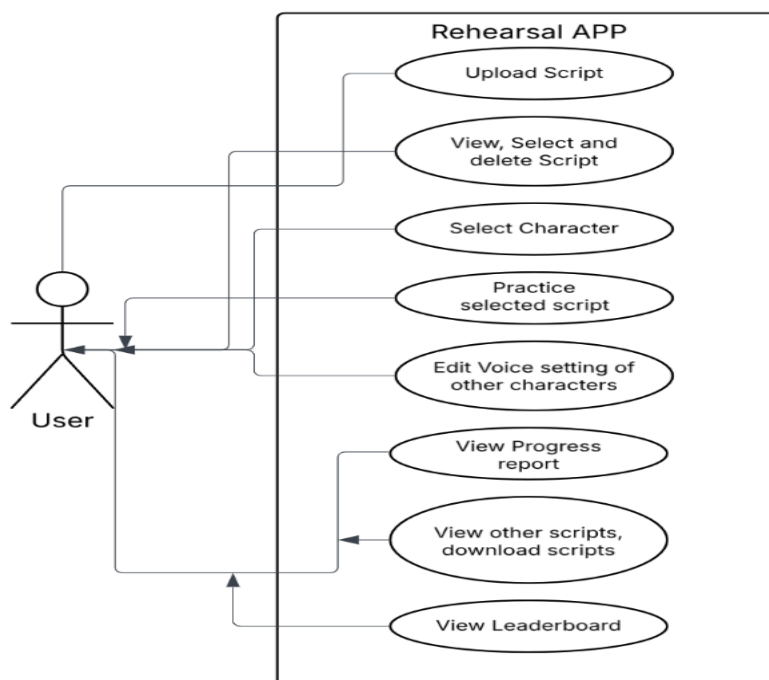 Rehearsal APP
Upload Script
View, Select and
delete Script
Select Character
Practice
selected script
Edit Voice setting of
other characters
User
View Progress
report
View other scripts,
download scripts
View Leaderboard